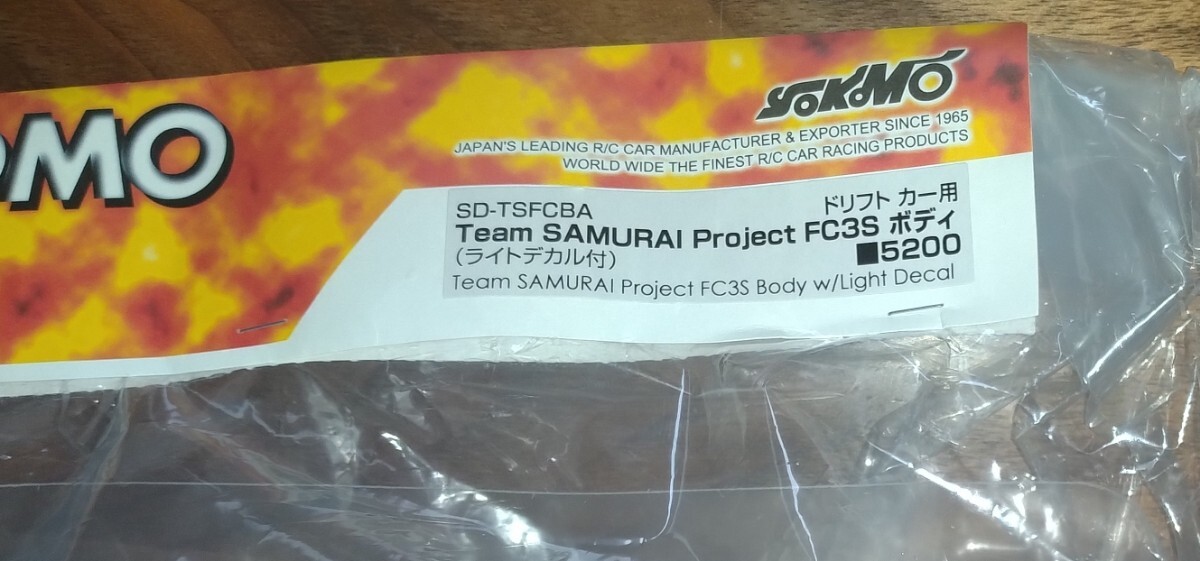 OMO
YOKOMO
JAPAN'S LEADING R/C CAR MANUFACTURER & EXPORTER SINCE 1965
WORLD WIDE THE FINEST R/C CAR RACING PRODUCTS
SD-TSFCBA ドリフト カー用
Team SAMURAI Project FC3S ボディ
(ライトデカル付) ■5200
Team SAMURAI Project FC3S Body w/Light Decal